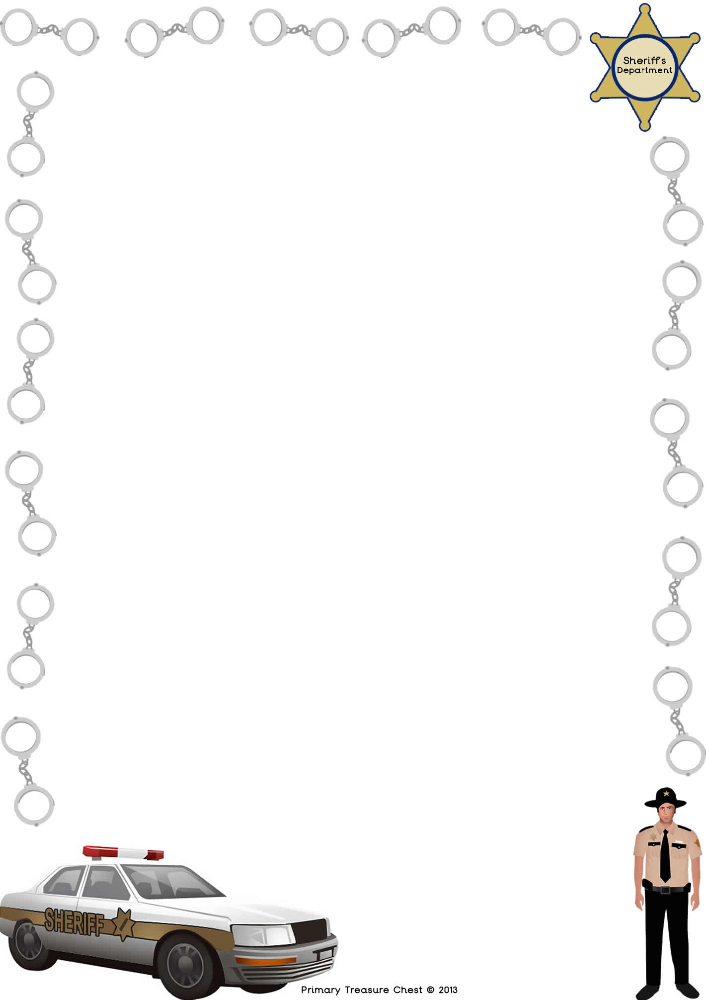 Sheriff's
Department
SHERIFF
Primary Treasure Chest © 2013